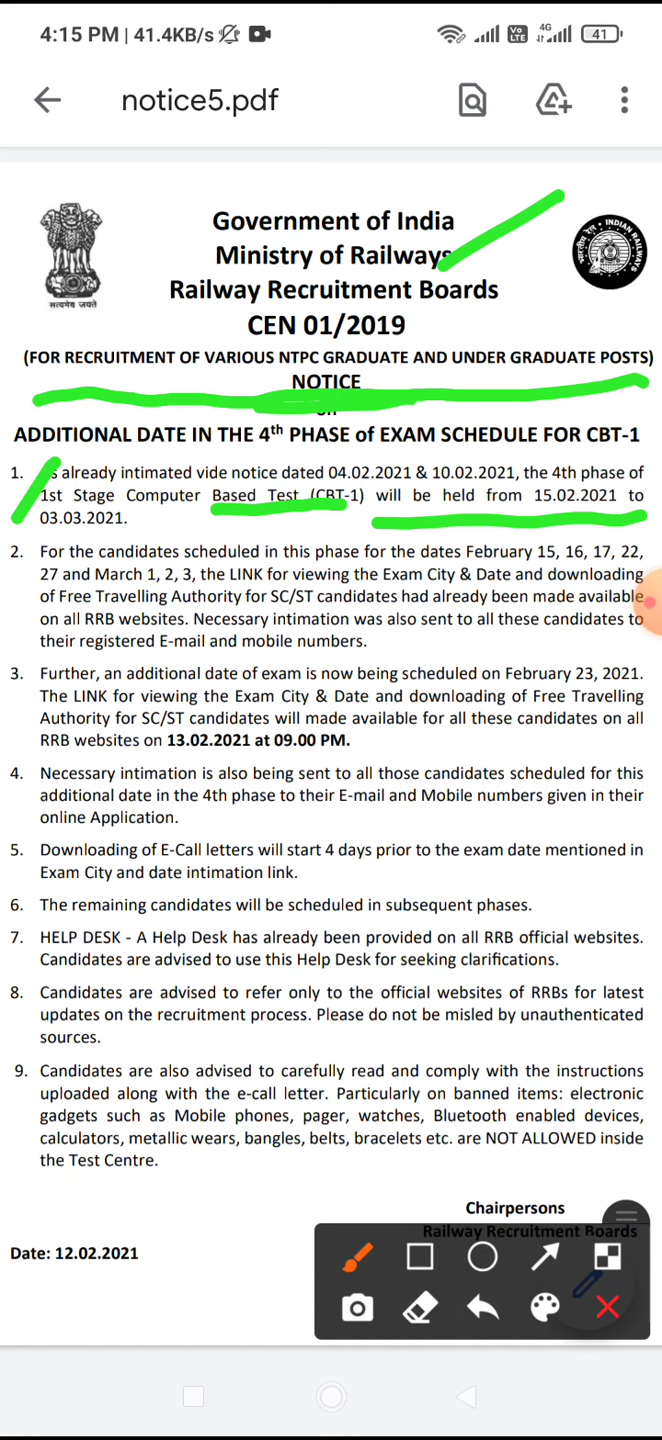 4:15 PM | 41.4KB/s
Vo LTE 4G 41
notice5.pdf
Government of India
Ministry of Railways
Railway Recruitment Boards
CEN 01/2019
(FOR RECRUITMENT OF VARIOUS NTPC GRADUATE AND UNDER GRADUATE POSTS)
NOTICE
ADDITIONAL DATE IN THE 4th PHASE of EXAM SCHEDULE FOR CBT-1
1. already intimated vide notice dated 04.02.2021 & 10.02.2021, the 4th phase of
1st Stage Computer Based Test (CBT-1) will be held from 15.02.2021 to
03.03.2021.
2. For the candidates scheduled in this phase for the dates February 15, 16, 17, 22,
27 and March 1, 2, 3, the LINK for viewing the Exam City & Date and downloading
of Free Travelling Authority for SC/ST candidates had already been made available
on all RRB websites. Necessary intimation was also sent to all these candidates to
their registered E-mail and mobile numbers.
3. Further, an additional date of exam is now being scheduled on February 23, 2021.
The LINK for viewing the Exam City & Date and downloading of Free Travelling
Authority for SC/ST candidates will made available for all these candidates on all
RRB websites on 13.02.2021 at 09.00 PM.
4. Necessary intimation is also being sent to all those candidates scheduled for this
additional date in the 4th phase to their E-mail and Mobile numbers given in their
online Application.
5. Downloading of E-Call letters will start 4 days prior to the exam date mentioned in
Exam City and date intimation link.
6. The remaining candidates will be scheduled in subsequent phases.
7. HELP DESK - A Help Desk has already been provided on all RRB official websites.
Candidates are advised to use this Help Desk for seeking clarifications.
8. Candidates are advised to refer only to the official websites of RRBs for latest
updates on the recruitment process. Please do not be misled by unauthenticated
sources.
9. Candidates are also advised to carefully read and comply with the instructions
uploaded along with the e-call letter. Particularly on banned items: electronic
gadgets such as Mobile phones, pager, watches, Bluetooth enabled devices,
calculators, metallic wears, bangles, belts, bracelets etc. are NOT ALLOWED inside
the Test Centre.
Chairpersons
Railway Recruitment Boards
Date: 12.02.2021
सत्यमेव जयते
INDIAN RAILWAYS
भारतीय रेल